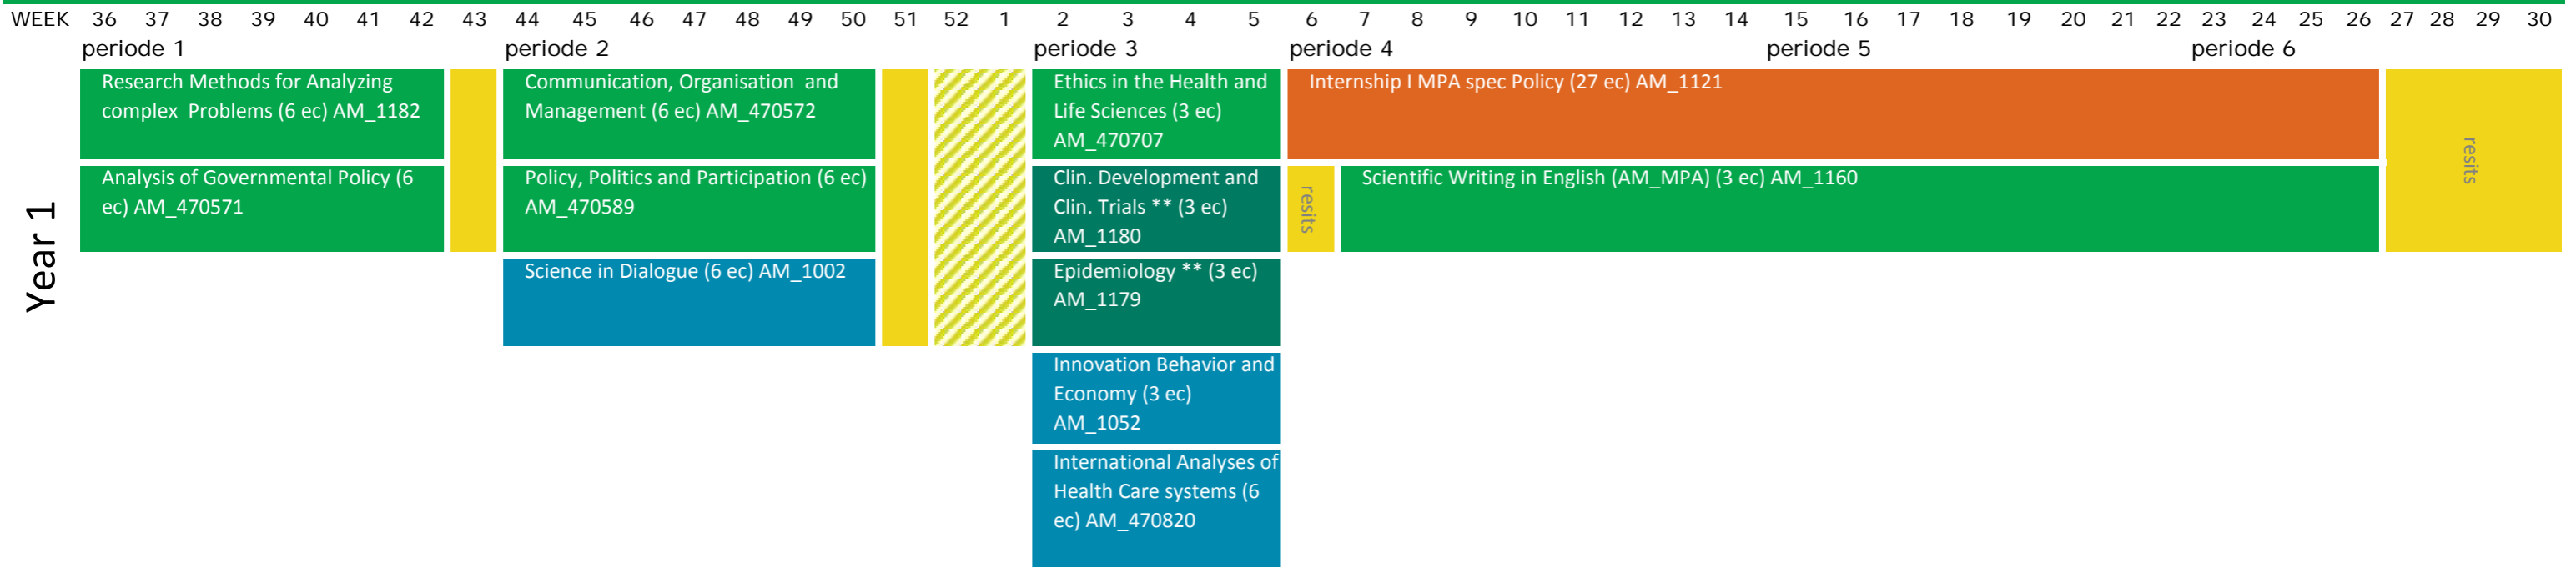 WEEK 36 37 38 39 40 41 42 43 44 45 46 47 48 49 50 51 52 1 2 3 4 5 6 7 8 9 10 11 12 13 14 15 16 17 18 19 20 21 22 23 24 25 26 27 28 29 30
periode 1 periode 2 periode 3 periode 4 periode 5 periode 6
Year 1
Research Methods for Analyzing
complex Problems (6 ec) AM_1182
Analysis of Governmental Policy (6
ec) AM_470571
Communication, Organisation and
Management (6 ec) AM_470572
Policy, Politics and Participation (6 ec)
AM_470589
Science in Dialogue (6 ec) AM_1002
Ethics in the Health and
Life Sciences (3 ec)
AM_470707
Clin. Development and
Clin. Trials ** (3 ec)
AM_1180
Epidemiology ** (3 ec)
AM_1179
Innovation Behavior and
Economy (3 ec)
AM_1052
International Analyses of
Health Care systems (6
ec) AM_470820
Internship I MPA spec Policy (27 ec) AM_1121
resits
Scientific Writing in English (AM_MPA) (3 ec) AM_1160
resits